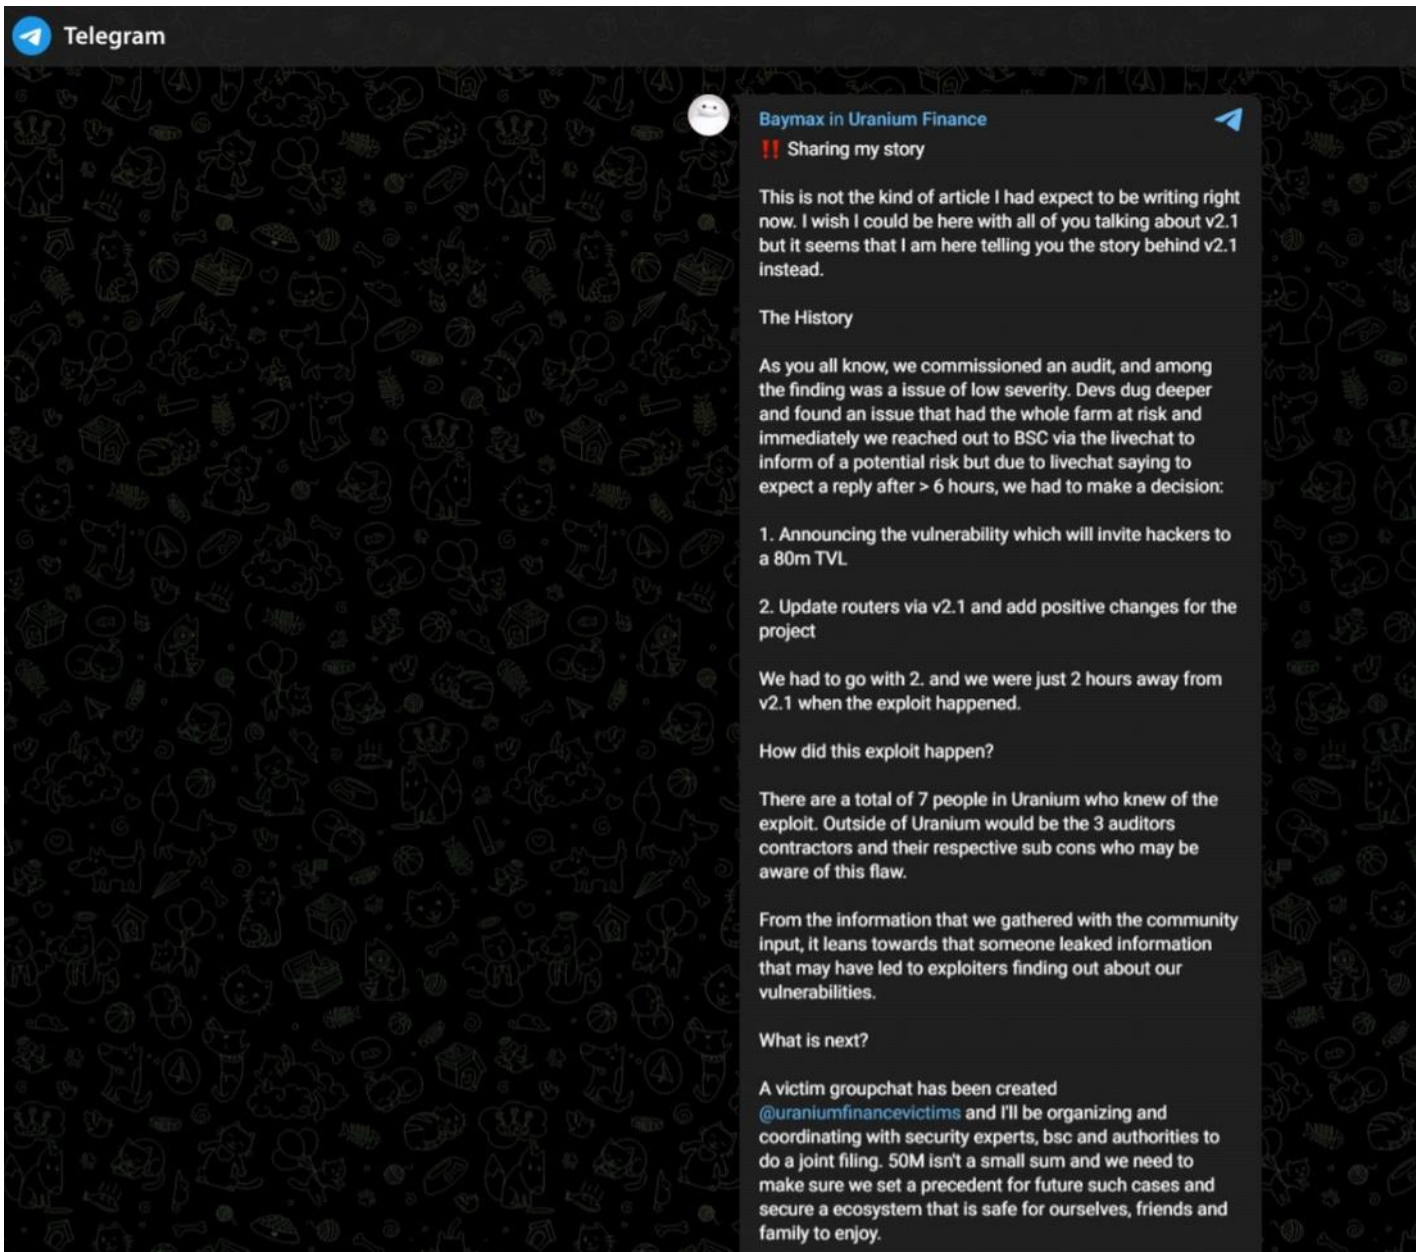 Telegram
Baymax in Uranium Finance
‼ Sharing my story
This is not the kind of article I had expect to be writing right
now. I wish I could be here with all of you talking about v2.1
but it seems that I am here telling you the story behind v2.1
instead.
The History
As you all know, we commissioned an audit, and among
the finding was a issue of low severity. Devs dug deeper
and found an issue that had the whole farm at risk and
immediately we reached out to BSC via the livechat to
inform of a potential risk but due to livechat saying to
expect a reply after > 6 hours, we had to make a decision:
1. Announcing the vulnerability which will invite hackers to
a 80m TVL
2. Update routers via v2.1 and add positive changes for the
project
We had to go with 2. and we were just 2 hours away from
v2.1 when the exploit happened.
How did this exploit happen?
There are a total of 7 people in Uranium who knew of the
exploit. Outside of Uranium would be the 3 auditors
contractors and their respective sub cons who may be
aware of this flaw.
From the information that we gathered with the community
input, it leans towards that someone leaked information
that may have led to exploiters finding out about our
vulnerabilities.
What is next?
A victim groupchat has been created
@uraniumfinancevictims and I'll be organizing and
coordinating with security experts, bsc and authorities to
do a joint filing. 50M isn't a small sum and we need to
make sure we set a precedent for future such cases and
secure a ecosystem that is safe for ourselves, friends and
family to enjoy.